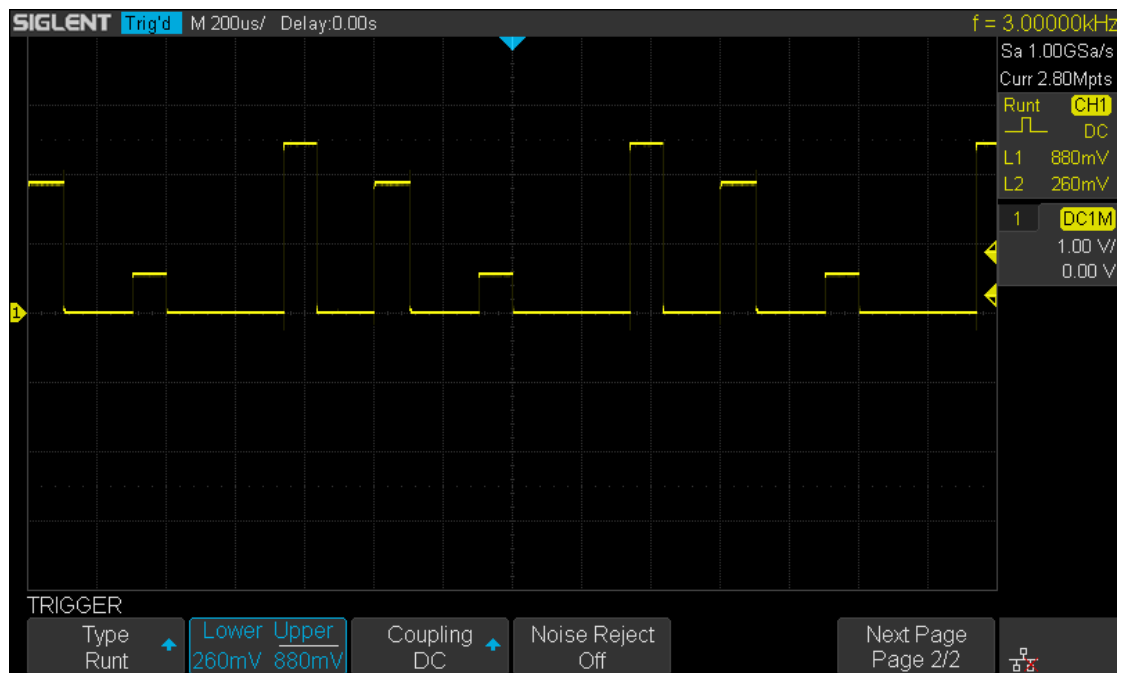 SIGLENT Trig'd M 200us/ Delay:0.00s f = 3.00000kHz
Sa 1.00GSa/s
Curr 2.80Mpts
Runt CH1
DC
L1 880mV
L2 260mV
1 DC1M
1.00 V/
0.00 V
1
TRIGGER
Type Lower Upper Coupling Noise Reject Next Page
Runt 260mV 880mV DC Off Page 2/2